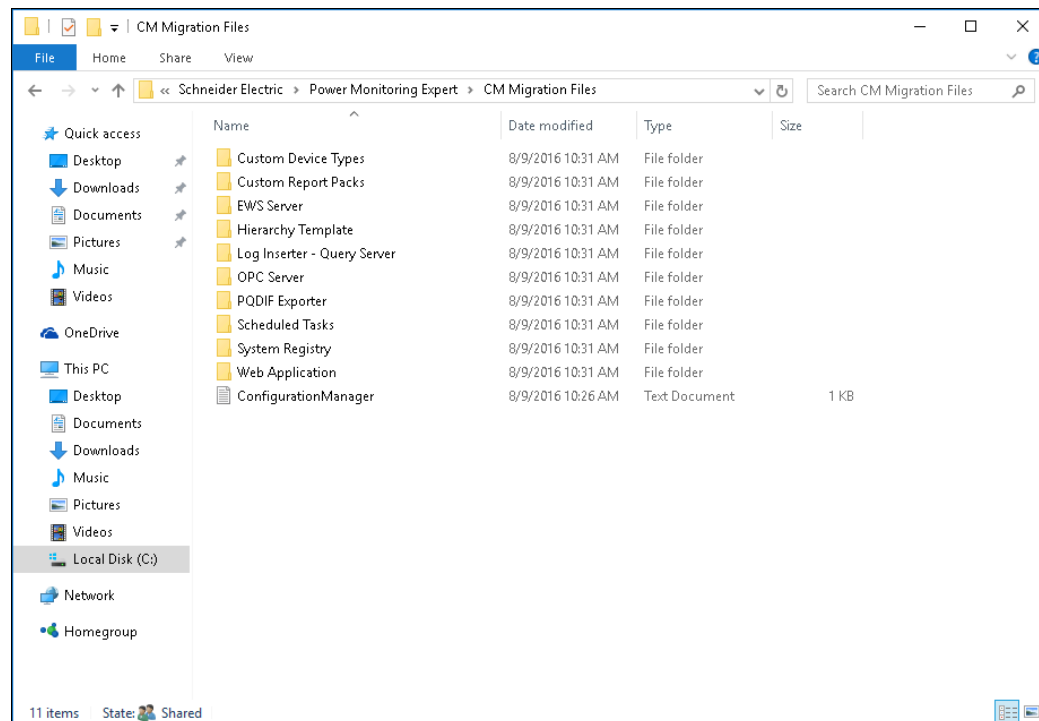 CM Migration Files
File Home Share View
« Schneider Electric > Power Monitoring Expert > CM Migration Files Search CM Migration Files
Name Date modified Type Size
Quick access
Desktop
Downloads
Documents
Pictures
Music
Videos
OneDrive
This PC
Desktop
Documents
Downloads
Music
Pictures
Videos
Local Disk (C:)
Network
Homegroup
Custom Device Types 8/9/2016 10:31 AM File folder
Custom Report Packs 8/9/2016 10:31 AM File folder
EWS Server 8/9/2016 10:31 AM File folder
Hierarchy Template 8/9/2016 10:31 AM File folder
Log Inserter - Query Server 8/9/2016 10:31 AM File folder
OPC Server 8/9/2016 10:31 AM File folder
PQDIF Exporter 8/9/2016 10:31 AM File folder
Scheduled Tasks 8/9/2016 10:31 AM File folder
System Registry 8/9/2016 10:31 AM File folder
Web Application 8/9/2016 10:31 AM File folder
ConfigurationManager 8/9/2016 10:26 AM Text Document 1 KB
11 items State: Shared